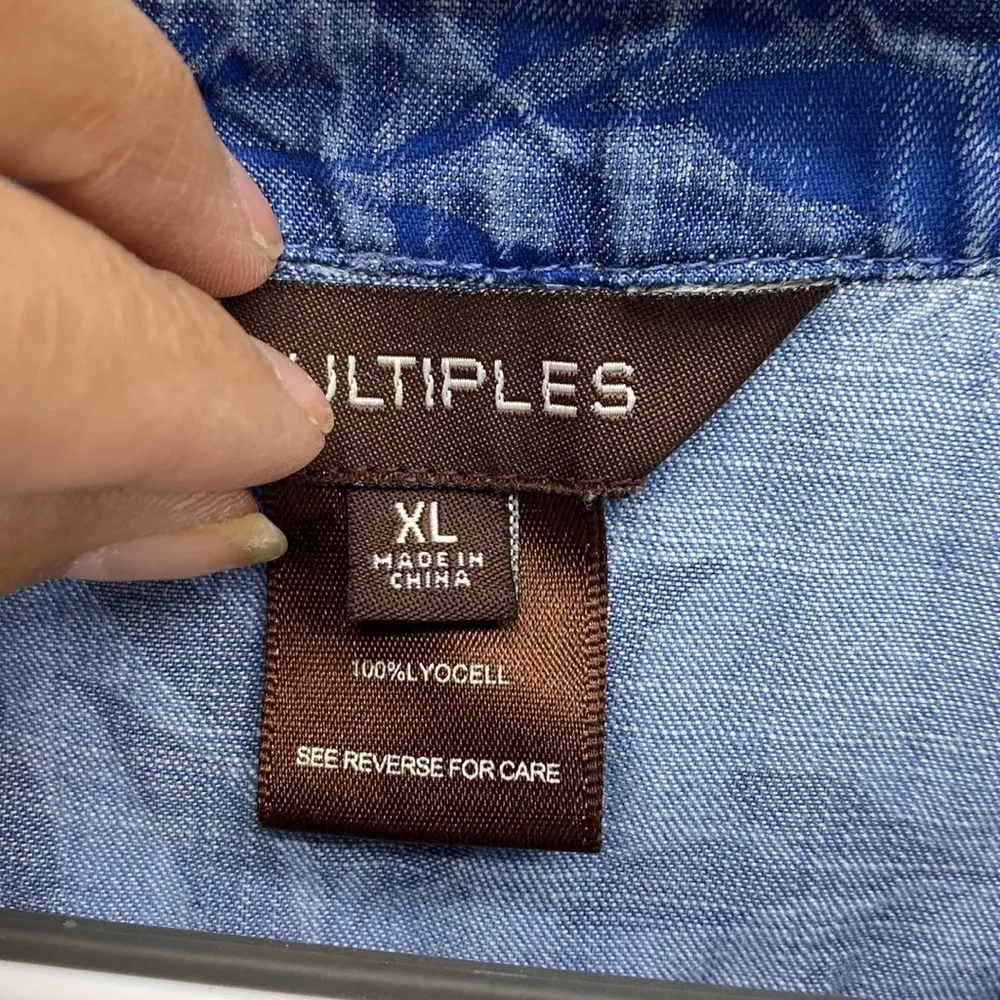 ULTIPLES
XL
MADE IN
CHINA
100%LYOCELL
SEE REVERSE FOR CARE